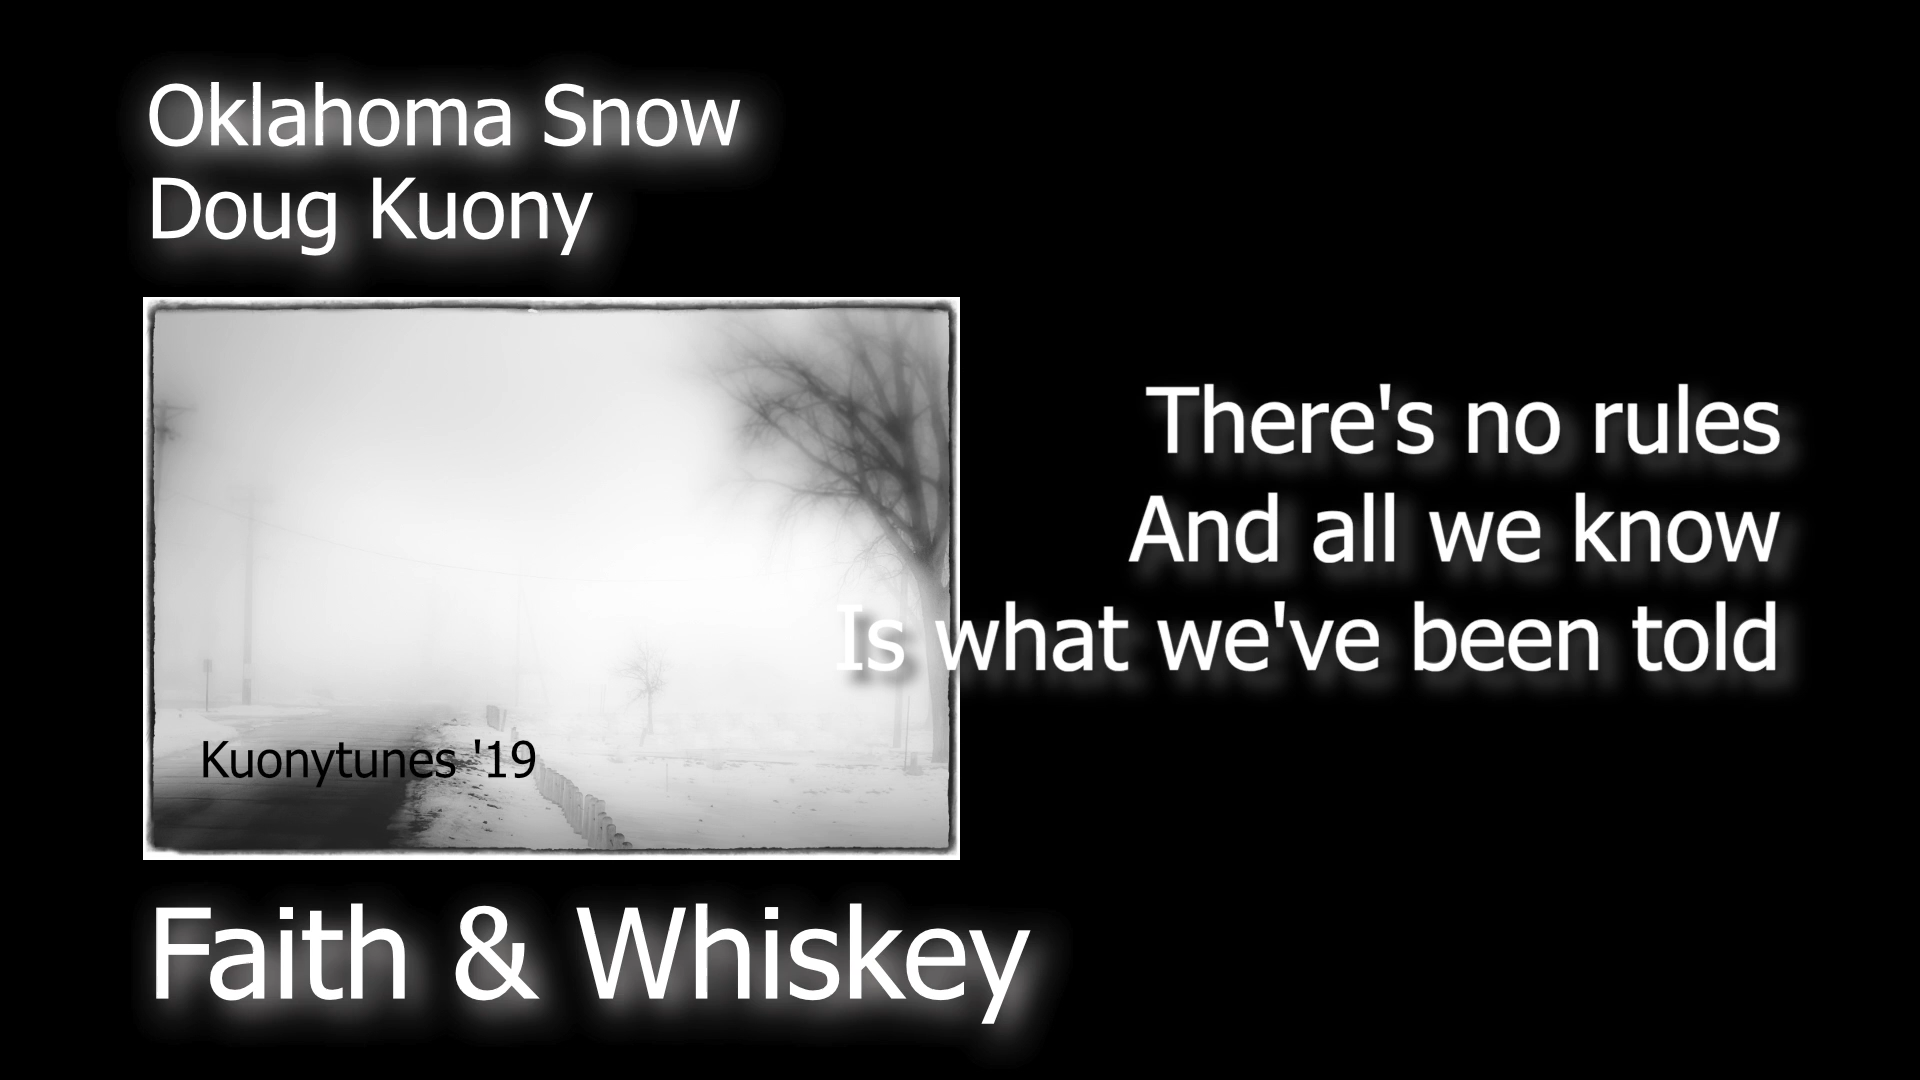 Oklahoma Snow
Doug Kuony
There's no rules
And all we know
Is what we've been told
Kuonytunes '19
Faith & Whiskey